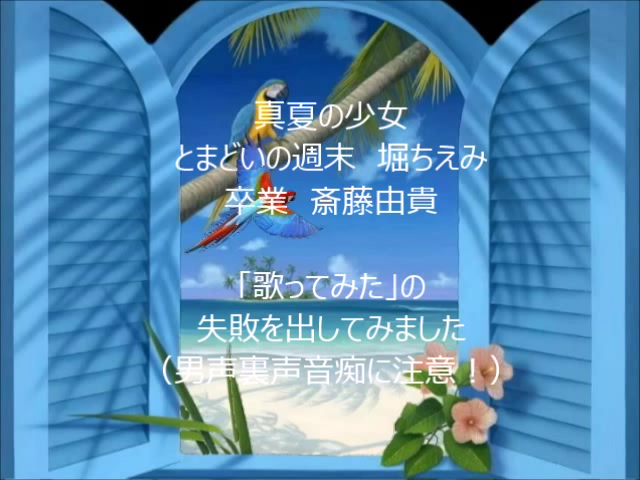 真夏の少女
とまどいの週末　堀ちえみ
卒業　斎藤由貴
「歌ってみた」の
失敗を出してみました
（男声裏声音痴に注意！）